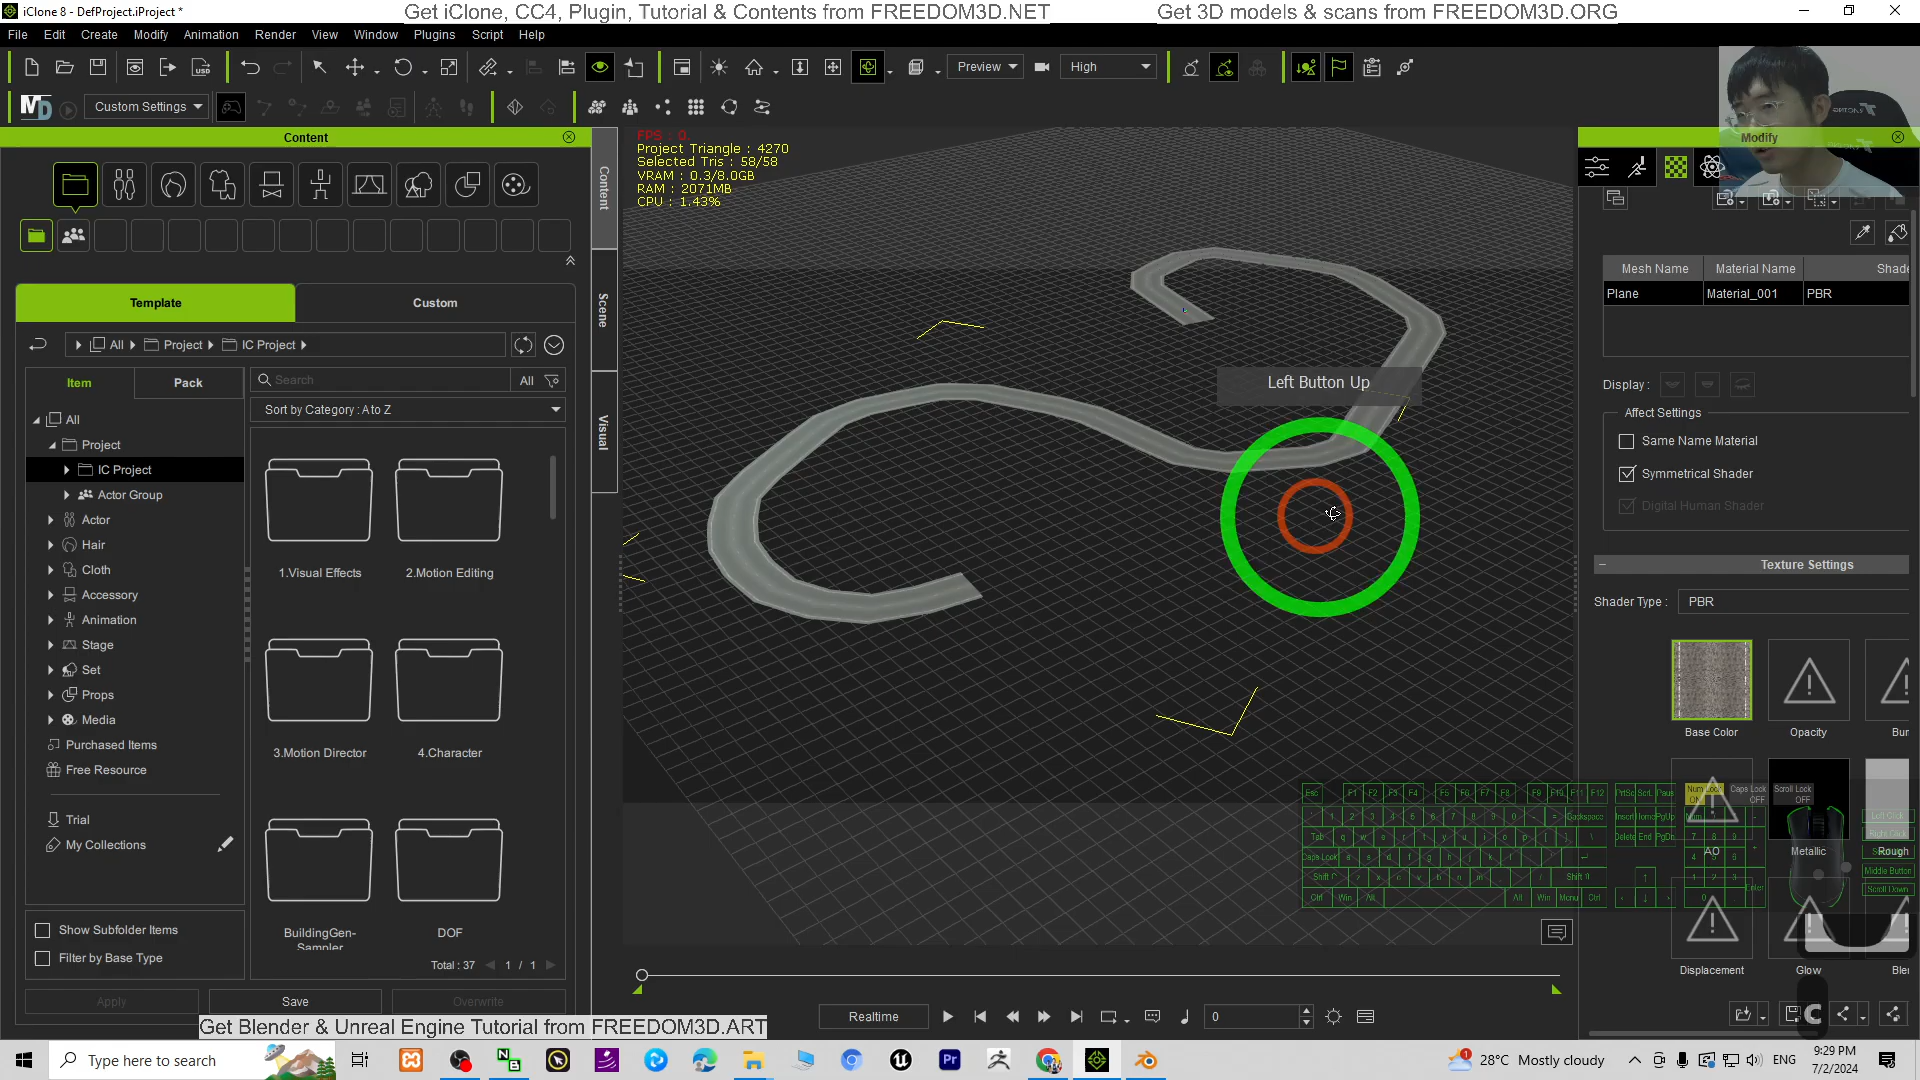 iClone 8 - DefProject.iProject *
Get iClone, CC4, Plugin, Tutorial & Contents from FREEDOM3D.NET
Get 3D models & scans from FREEDOM3D.ORG
File Edit Create Modify Animation Render View Window Plugins Script Help
Preview
High
Custom Settings
Content
Modify
FPS : 0.
Project Triangle : 4270
Selected Tris : 58/58
VRAM : 0.3/8.0GB
RAM : 2071MB
CPU : 1.43%
Content
Scene
Visual
Template
Custom
All Project IC Project
Item
Pack
Search
All
Sort by Category : A to Z
All
Project
IC Project
Actor Group
Actor
Hair
Cloth
Accessory
Animation
Stage
Set
Props
Media
Purchased Items
Free Resource
Trial
My Collections
1.Visual Effects
2.Motion Editing
3.Motion Director
4.Character
BuildingGen-
Sampler
DOF
Show Subfolder Items
Filter by Base Type
Total : 37
1 / 1
Apply
Save
Overwrite
Left Button Up
Mesh Name Material Name Shade
Plane Material_001 PBR
Display :
Affect Settings
Same Name Material
Symmetrical Shader
Digital Human Shader
Texture Settings
Shader Type : PBR
Base Color
Opacity
Bur
AO
Metallic
Rough
Displacement
Glow
Ble
Realtime
0
Get Blender & Unreal Engine Tutorial from FREEDOM3D.ART
Type here to search
28°C Mostly cloudy
ENG
9:29 PM
7/2/2024